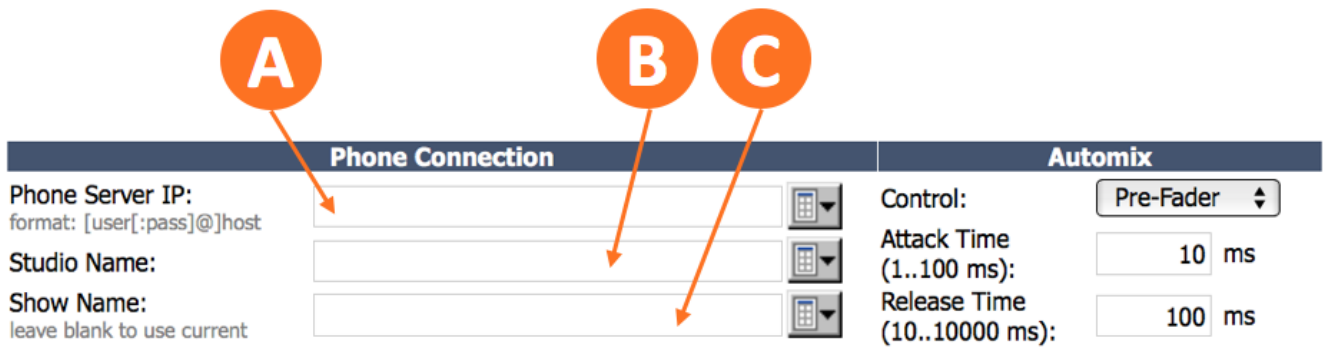 A
B
C
Phone Connection
Automix
Phone Server IP:
format: [user[:pass]@]host
Control:
Pre-Fader
Studio Name:
Attack Time
(1..100 ms):
10 ms
Show Name:
leave blank to use current
Release Time
(10..10000 ms):
100 ms